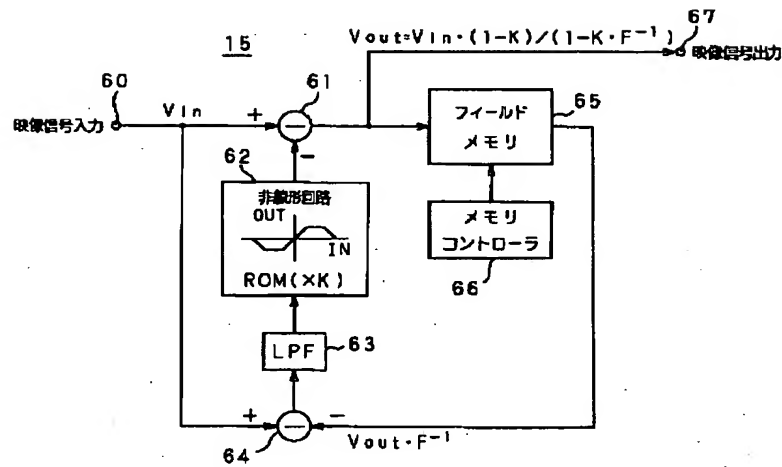 15
Vout=Vin·(1-K)/(1-K·F⁻¹)
67
映像信号出力
60
Vin
映像信号入力
+
61
−
−
フィールド
メモリ
65
62
非線形回路
OUT
IN
ROM(×K)
メモリ
コントローラ
66
LPF
63
+
−
−
64
Vout·F⁻¹